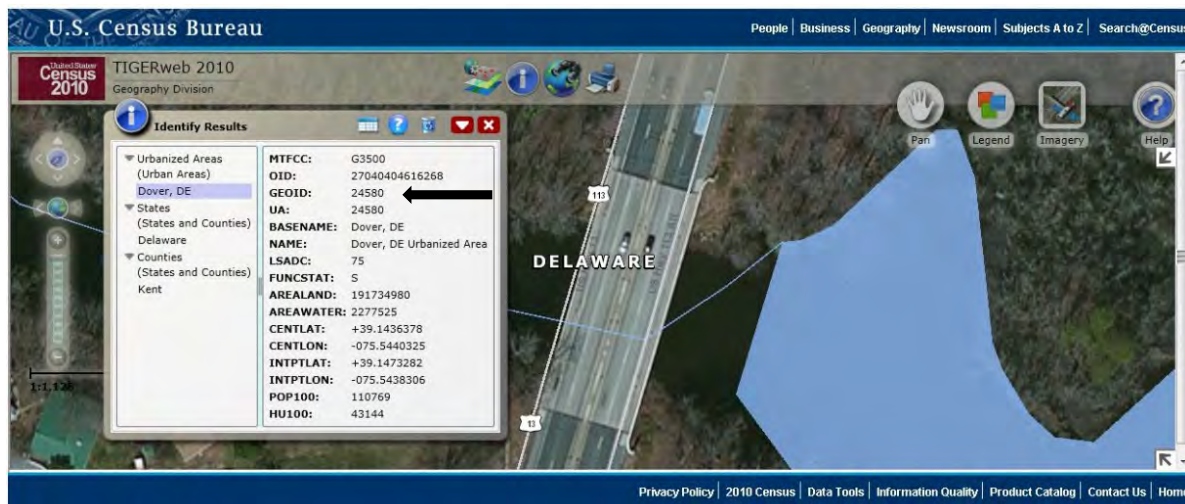 U.S. Census Bureau
People | Business | Geography | Newsroom | Subjects A to Z | Search@Census
United States
Census
2010
TIGERweb 2010
Geography Division
Pan
Legend
Imagery
Help
Identify Results
Urbanized Areas
(Urban Areas)
Dover, DE
States
(States and Counties)
Delaware
Counties
(States and Counties)
Kent
MTFCC: G3500
OID: 27040404616268
GEOID: 24580
UA: 24580
BASENAME: Dover, DE
NAME: Dover, DE Urbanized Area
LSADC: 75
FUNCSTAT: S
AREALAND: 191734980
AREAWATER: 2277525
CENTLAT: +39.1436378
CENTLON: -075.5440325
INTPTLAT: +39.1473282
INTPTLON: -075.5438306
POP100: 110769
HU100: 43144
113
DELAWARE
13
1:1,128
Privacy Policy | 2010 Census | Data Tools | Information Quality | Product Catalog | Contact Us | Home